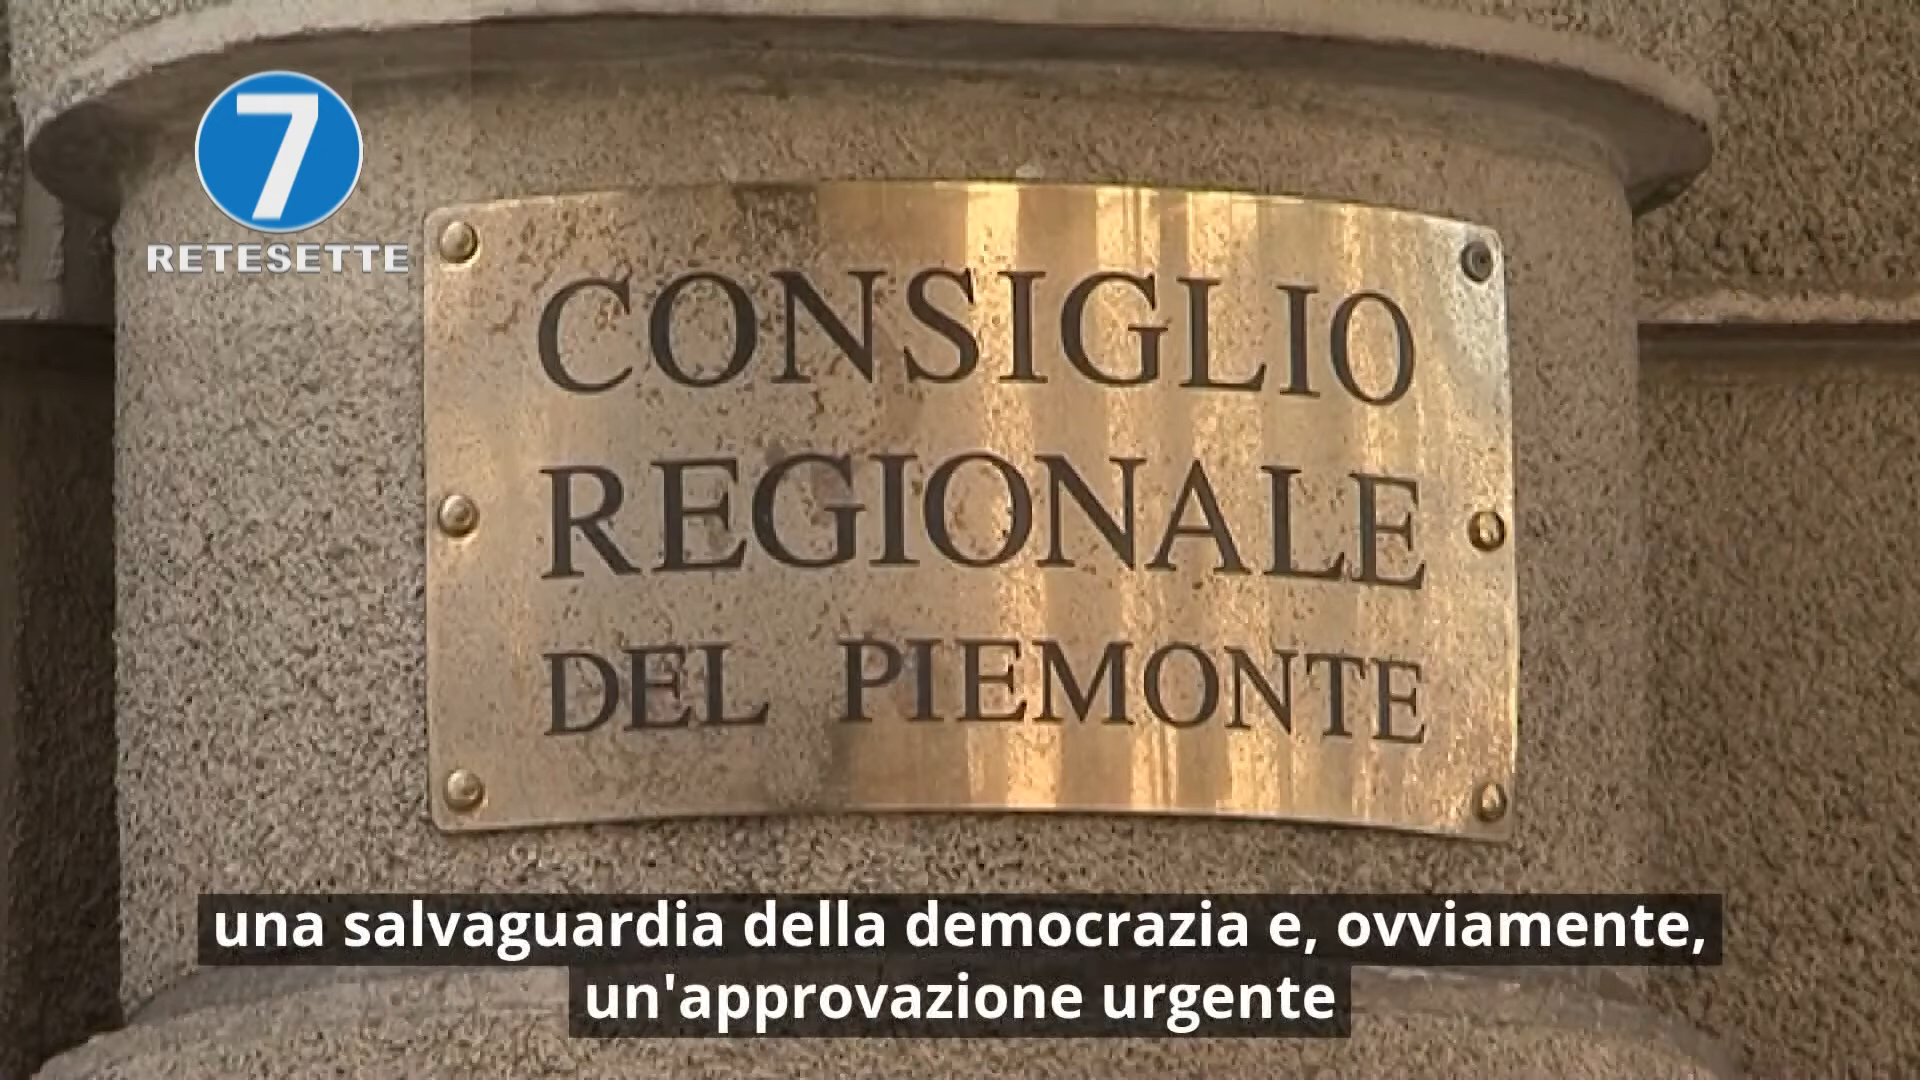 7
RETESETTE
CONSIGLIO
REGIONALE
DEL PIEMONTE
una salvaguardia della democrazia e, ovviamente,
un'approvazione urgente